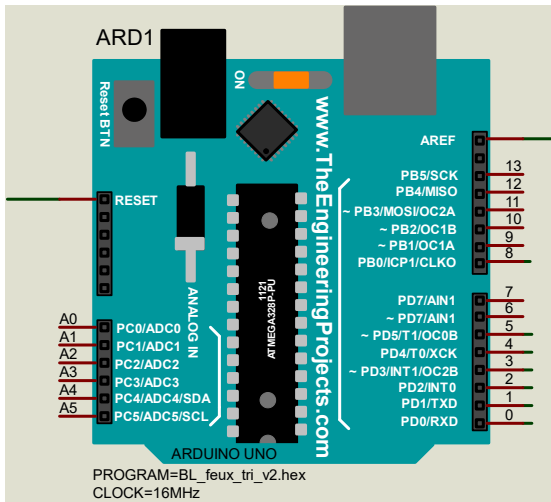 ARD1
ON
Reset BTN
www.TheEngineeringProjects.com
AREF
RESET
PB5/SCK 13
PB4/MISO 12
~ PB3/MOSI/OC2A 11
~ PB2/OC1B 10
~ PB1/OC1A 9
PB0/ICP1/CLKO 8
1121
ATMEGA328P-PU
ANALOG IN
A0 PC0/ADC0
A1 PC1/ADC1
A2 PC2/ADC2
A3 PC3/ADC3
A4 PC4/ADC4/SDA
A5 PC5/ADC5/SCL
PD7/AIN1 7
~ PD7/AIN1 6
~ PD5/T1/OC0B 5
PD4/T0/XCK 4
~ PD3/INT1/OC2B 3
PD2/INT0 2
PD1/TXD 1
PD0/RXD 0
ARDUINO UNO
PROGRAM=BL_feux_tri_v2.hex
CLOCK=16MHz